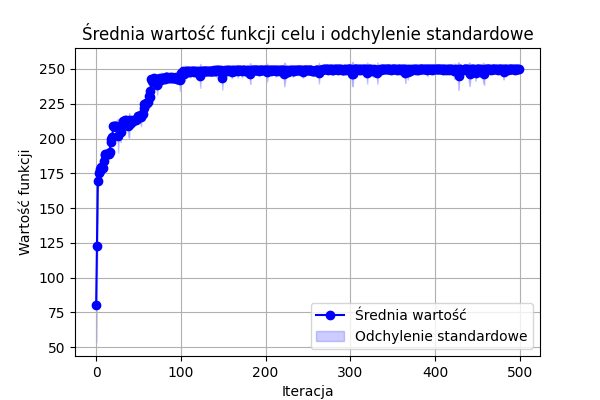 Średnia wartość funkcji celu i odchylenie standardowe
250
225
200
175
150
125
100
75
50
Wartość funkcji
0 100 200 300 400 500
Iteracja
Średnia wartość
Odchylenie standardowe